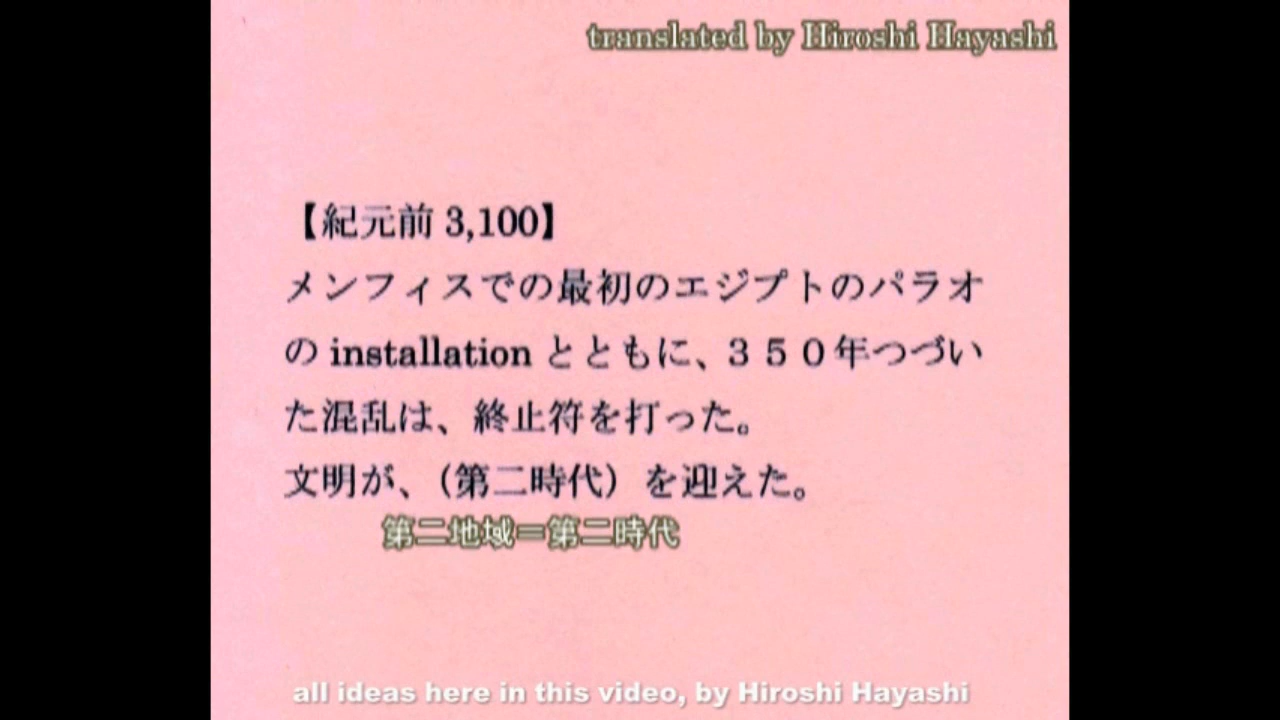 translated by Hiroshi Hayashi
【紀元前 3,100】
メンフィスでの最初のエジプトのパラオ
の installation とともに、３５０年つづい
た混乱は、終止符を打った。
文明が、（第二時代）を迎えた。
第二地域＝第二時代
all ideas here in this video, by Hiroshi Hayashi